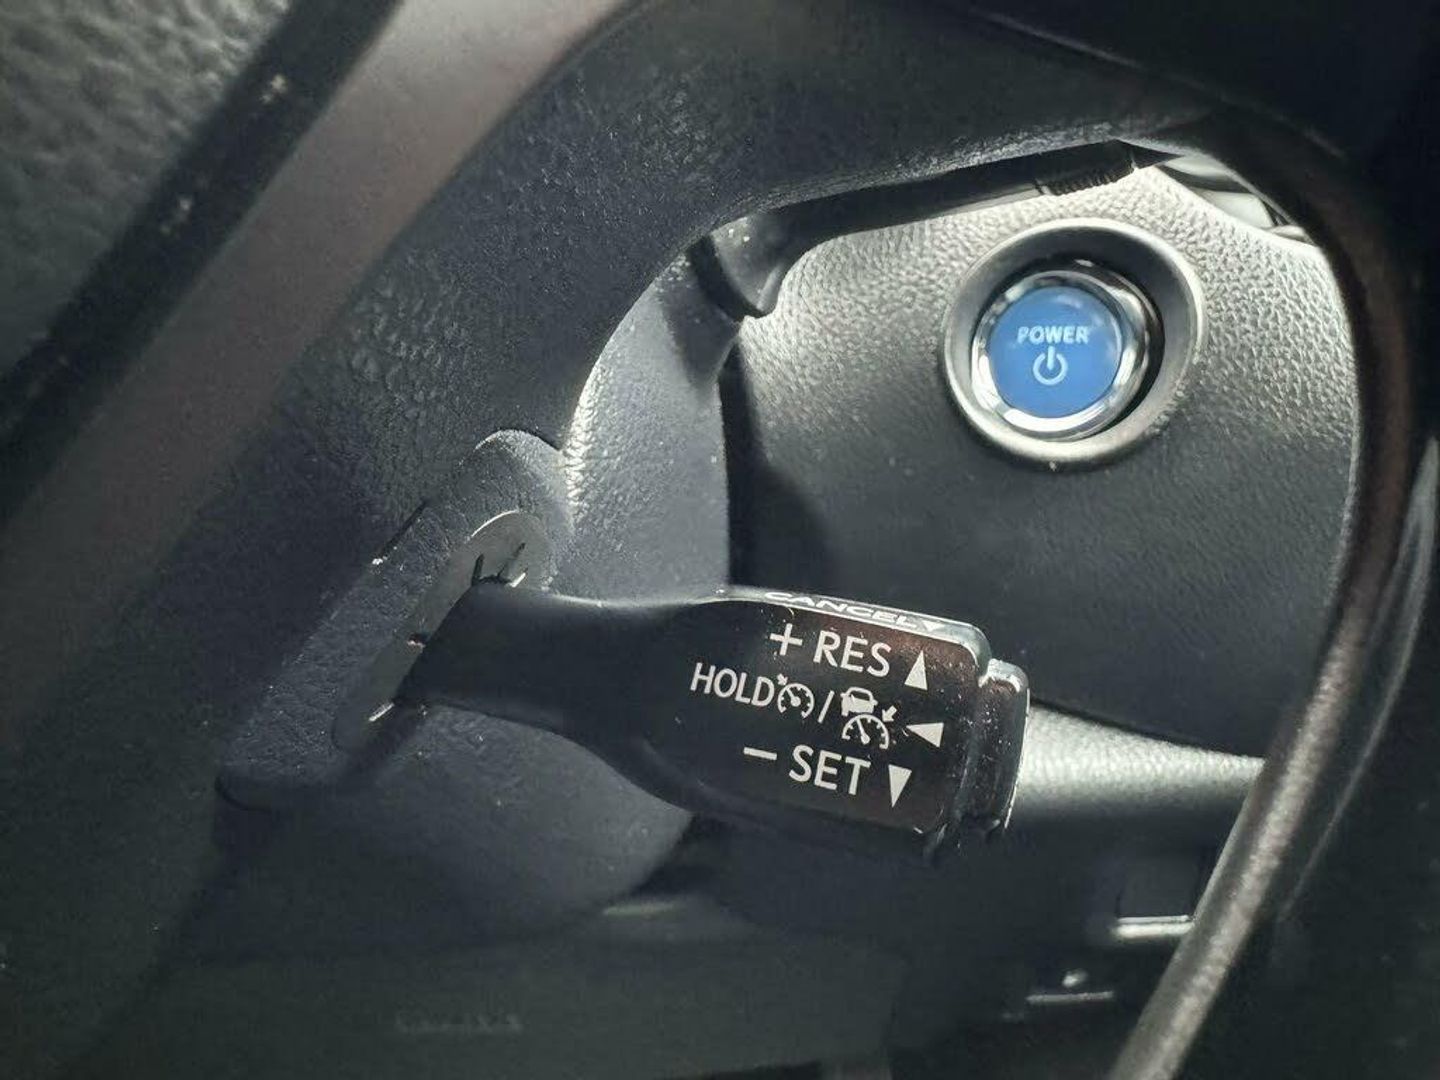 POWER
CANCEL
+ RES
HOLD /
− SET